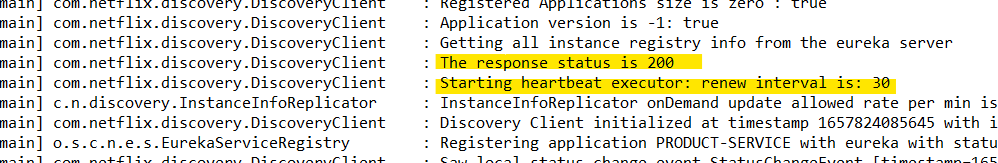 main] com.netflix.discovery.DiscoveryClient : Registered Applications size is zero : true
main] com.netflix.discovery.DiscoveryClient : Application version is -1: true
main] com.netflix.discovery.DiscoveryClient : Getting all instance registry info from the eureka server
main] com.netflix.discovery.DiscoveryClient : The response status is 200
main] com.netflix.discovery.DiscoveryClient : Starting heartbeat executor: renew interval is: 30
main] c.n.discovery.InstanceInfoReplicator : InstanceInfoReplicator onDemand update allowed rate per min is
main] com.netflix.discovery.DiscoveryClient : Discovery Client initialized at timestamp 1657824085645 with i
main] o.s.c.n.e.s.EurekaServiceRegistry : Registering application PRODUCT-SERVICE with eureka with statu
main] com.netflix.discovery.DiscoveryClient : Saw local status change event StatusChangeEvent [timestamp=165